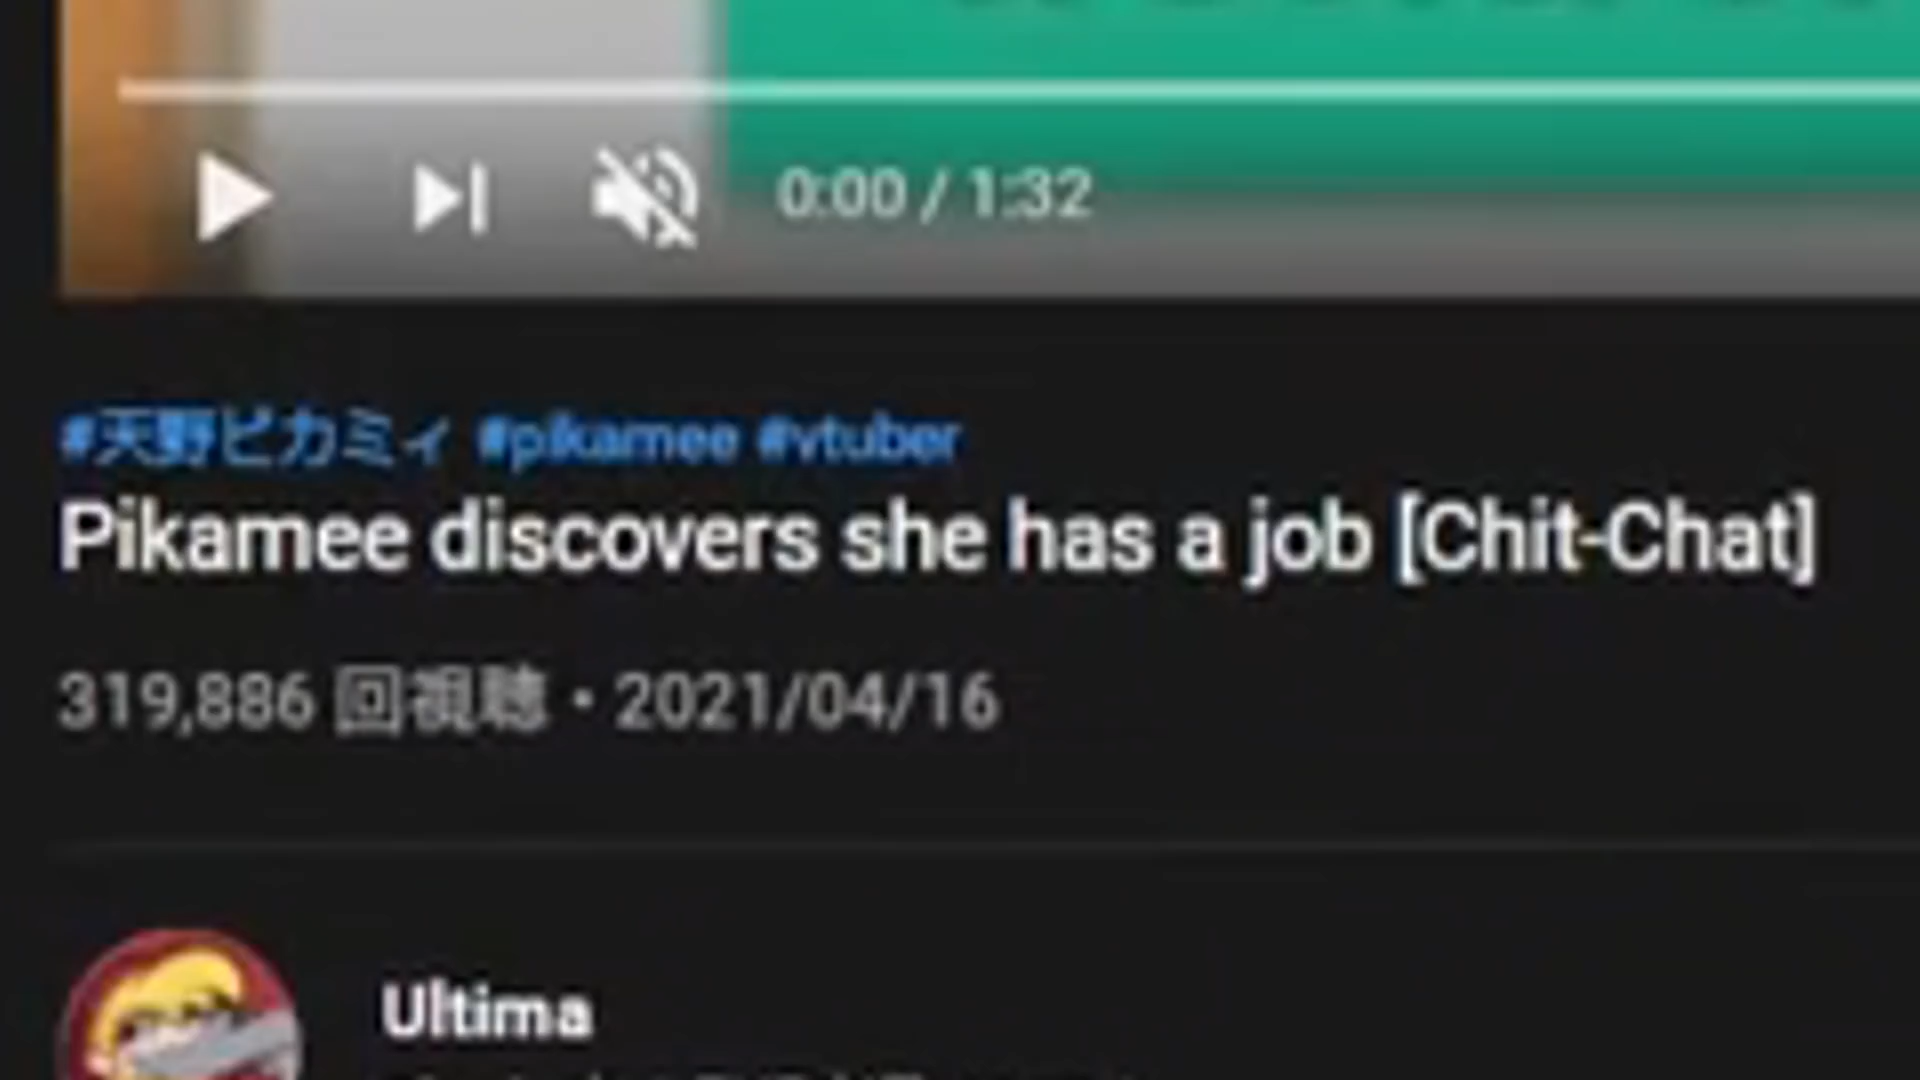 0:00 / 1:32
#天野ピカミィ #pikamee #vtuber
Pikamee discovers she has a job [Chit-Chat]
319,886 回視聴・2021/04/16
Ultima